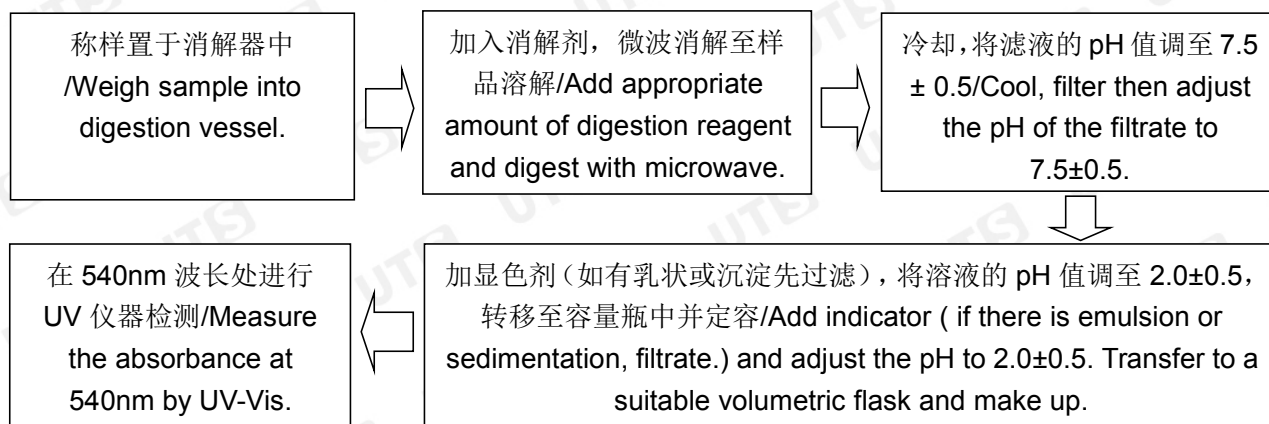 称样置于消解器中
/Weigh sample into
digestion vessel.
加入消解剂，微波消解至样
品溶解/Add appropriate
amount of digestion reagent
and digest with microwave.
冷却，将滤液的 pH 值调至 7.5
± 0.5/Cool, filter then adjust
the pH of the filtrate to
7.5±0.5.
加显色剂（如有乳状或沉淀先过滤），将溶液的 pH 值调至 2.0±0.5，
转移至容量瓶中并定容/Add indicator ( if there is emulsion or
sedimentation, filtrate.) and adjust the pH to 2.0±0.5. Transfer to a
suitable volumetric flask and make up.
在 540nm 波长处进行
UV 仪器检测/Measure
the absorbance at
540nm by UV-Vis.